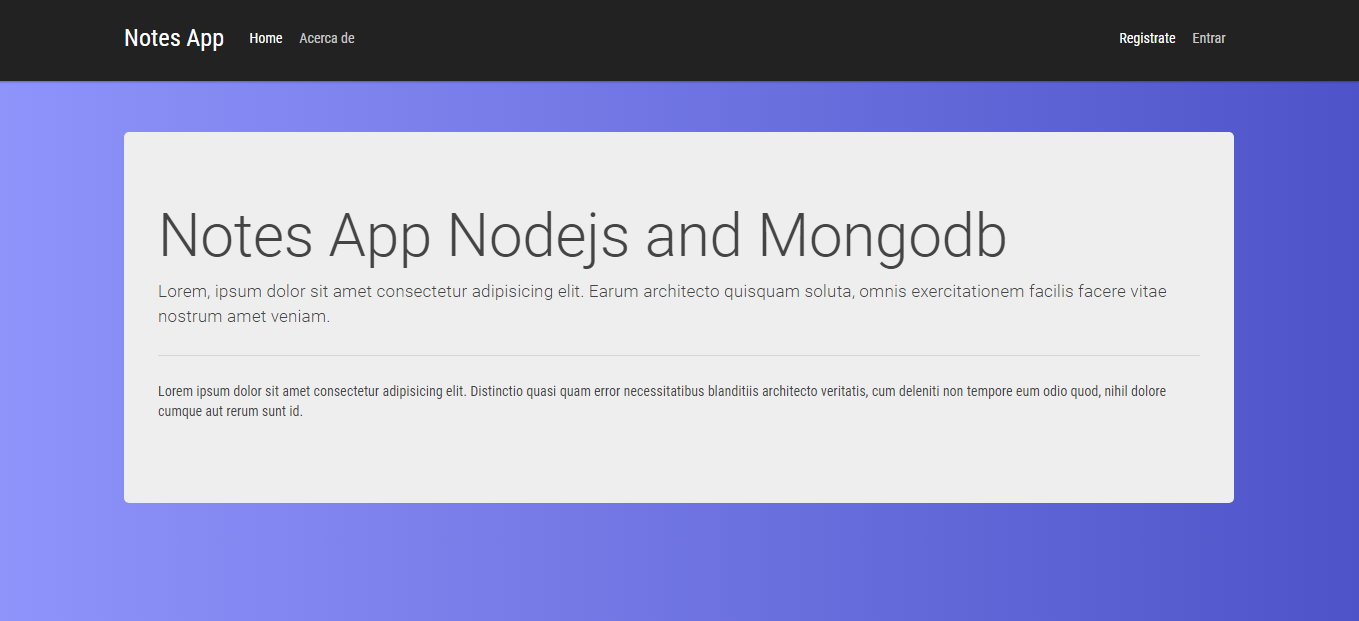 Notes App Home Acerca de Registrate Entrar
Notes App Nodejs and Mongodb
Lorem, ipsum dolor sit amet consectetur adipisicing elit. Earum architecto quisquam soluta, omnis exercitationem facilis facere vitae
nostrum amet veniam.
Lorem ipsum dolor sit amet consectetur adipisicing elit. Distinctio quasi quam error necessitatibus blanditiis architecto veritatis, cum deleniti non tempore eum odio quod, nihil dolore
cumque aut rerum sunt id.